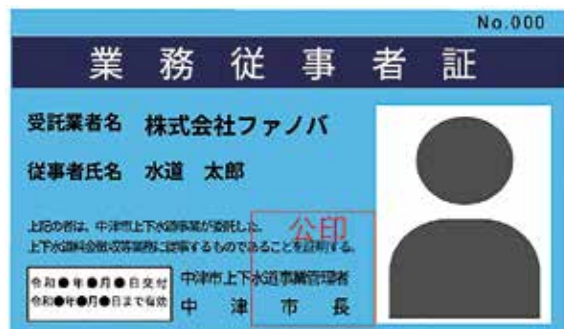 No.000
業務従事者証
受託業者名 株式会社ファノバ
従事者氏名 水道 太郎
上記の者は、中津市上下水道事業が委託した。
上下水道料金徴収等業務に従事するものであることを証明する。
公印
令和●年●月●日交付
令和●年●月●日まで有効
中津市上下水道事業管理者
中津市長